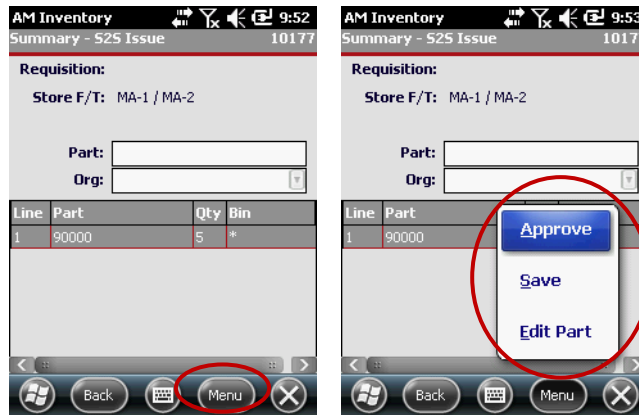 AM Inventory 9:52
Summary - S2S Issue 10177
Requisition:
Store F/T: MA-1 / MA-2
Part:
Org:
Line Part Qty Bin
1 90000 5 *
Back Menu
AM Inventory 9:53
Summary - S2S Issue 1017
Requisition:
Store F/T: MA-1 / MA-2
Part:
Org:
Line Part
1 90000
Approve
Save
Edit Part
Back Menu